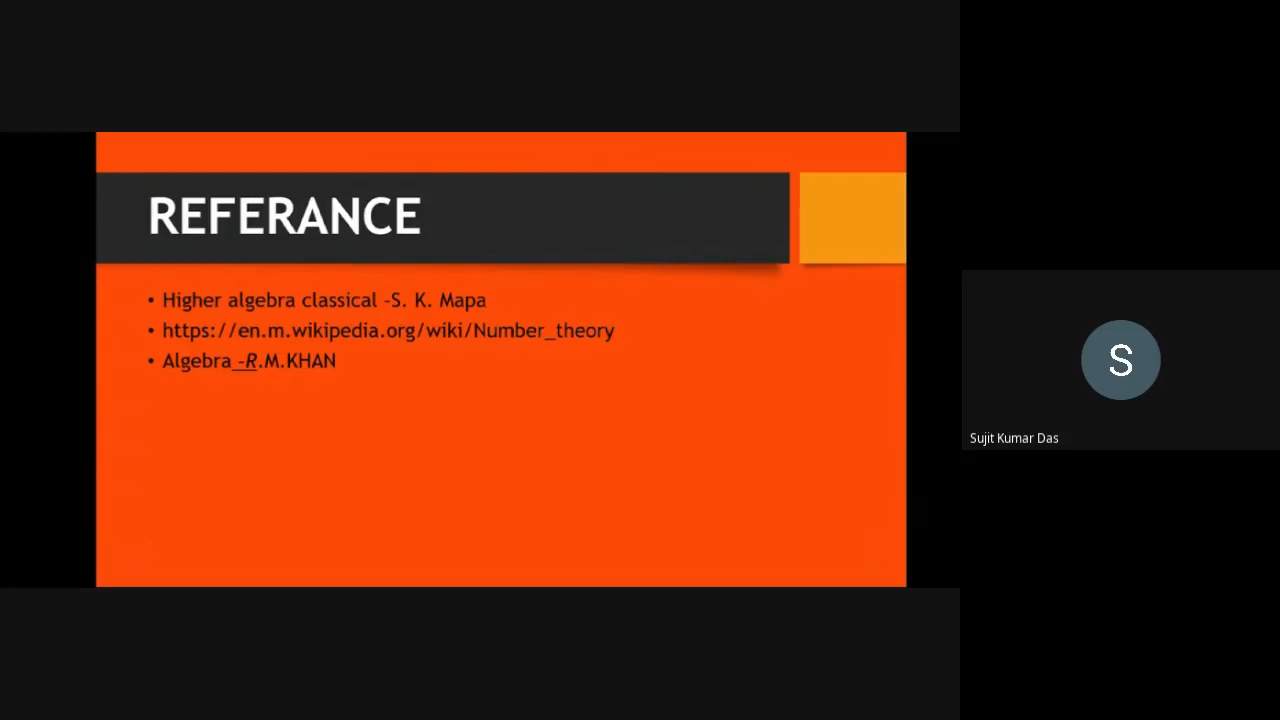 REFERANCE
• Higher algebra classical -S. K. Mapa
• https://en.m.wikipedia.org/wiki/Number_theory
• Algebra -R.M.KHAN
S
Sujit Kumar Das